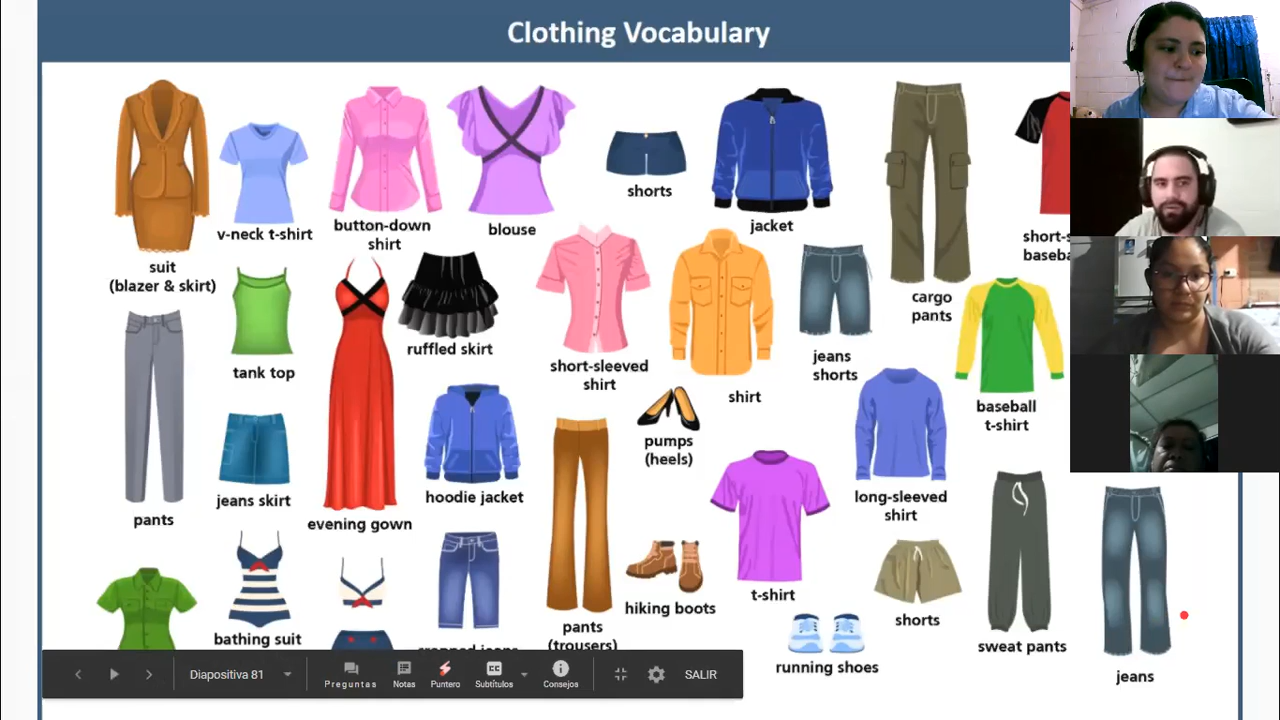 Clothing Vocabulary
suit
(blazer & skirt)
v-neck t-shirt
button-down
shirt
blouse
shorts
jacket
cargo
pants
tank top
ruffled skirt
short-sleeved
shirt
shirt
jeans
shorts
baseball
t-shirt
pants
jeans skirt
evening gown
hoodie jacket
pumps
(heels)
long-sleeved
shirt
bathing suit
pants
(trousers)
hiking boots
t-shirt
running shoes
shorts
sweat pants
jeans
Diapositiva 81
Preguntas
Notas
Puntero
CC
Subtítulos
Consejos
SALIR